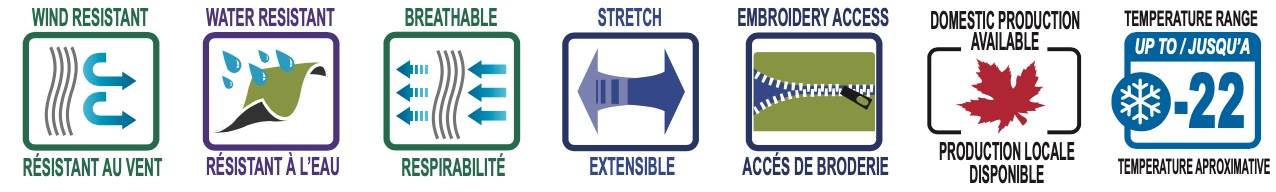 WIND RESISTANT
RÉSISTANT AU VENT
WATER RESISTANT
RÉSISTANT À L'EAU
BREATHABLE
RESPIRABILITÉ
STRETCH
EXTENSIBLE
EMBROIDERY ACCESS
ACCÉS DE BRODERIE
DOMESTIC PRODUCTION
AVAILABLE
PRODUCTION LOCALE
DISPONIBLE
TEMPERATURE RANGE
UP TO / JUSQU'A
-22
TEMPERATURE APROXIMATIVE